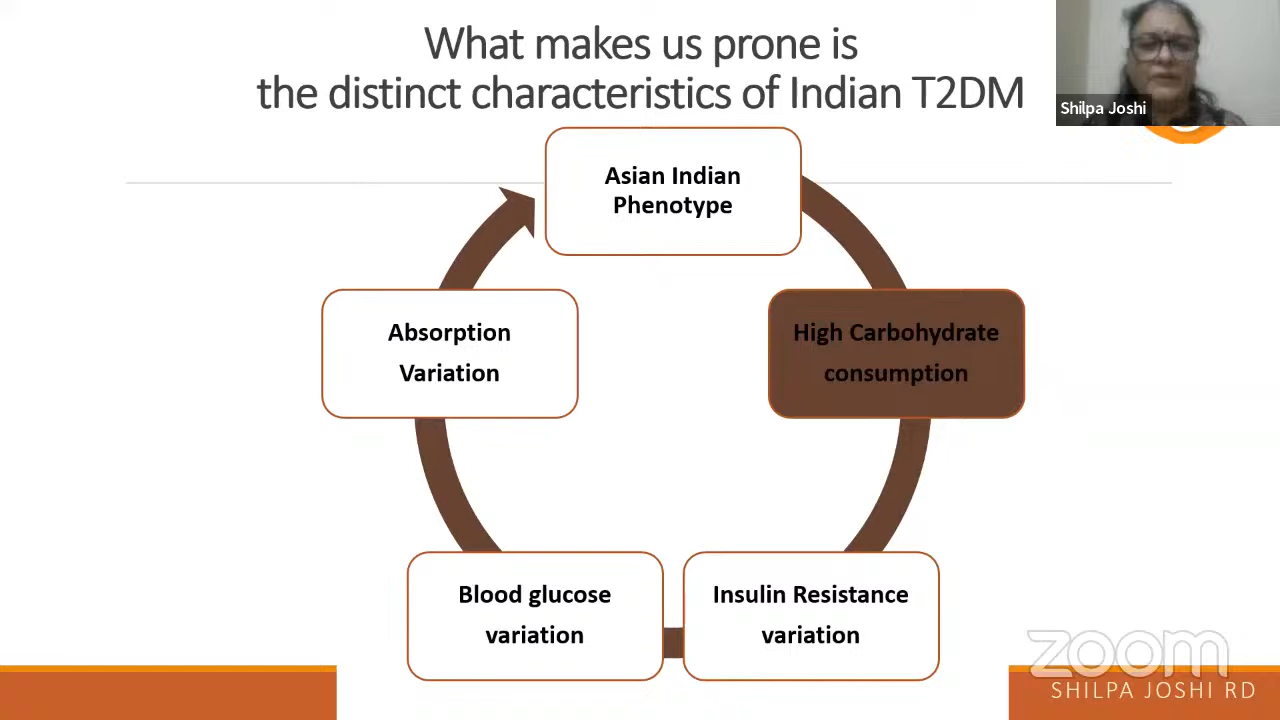 What makes us prone is
the distinct characteristics of Indian T2DM
Shilpa Joshi
Asian Indian
Phenotype
High Carbohydrate
consumption
Insulin Resistance
variation
Blood glucose
variation
Absorption
Variation
zoom
SHILPA JOSHI RD